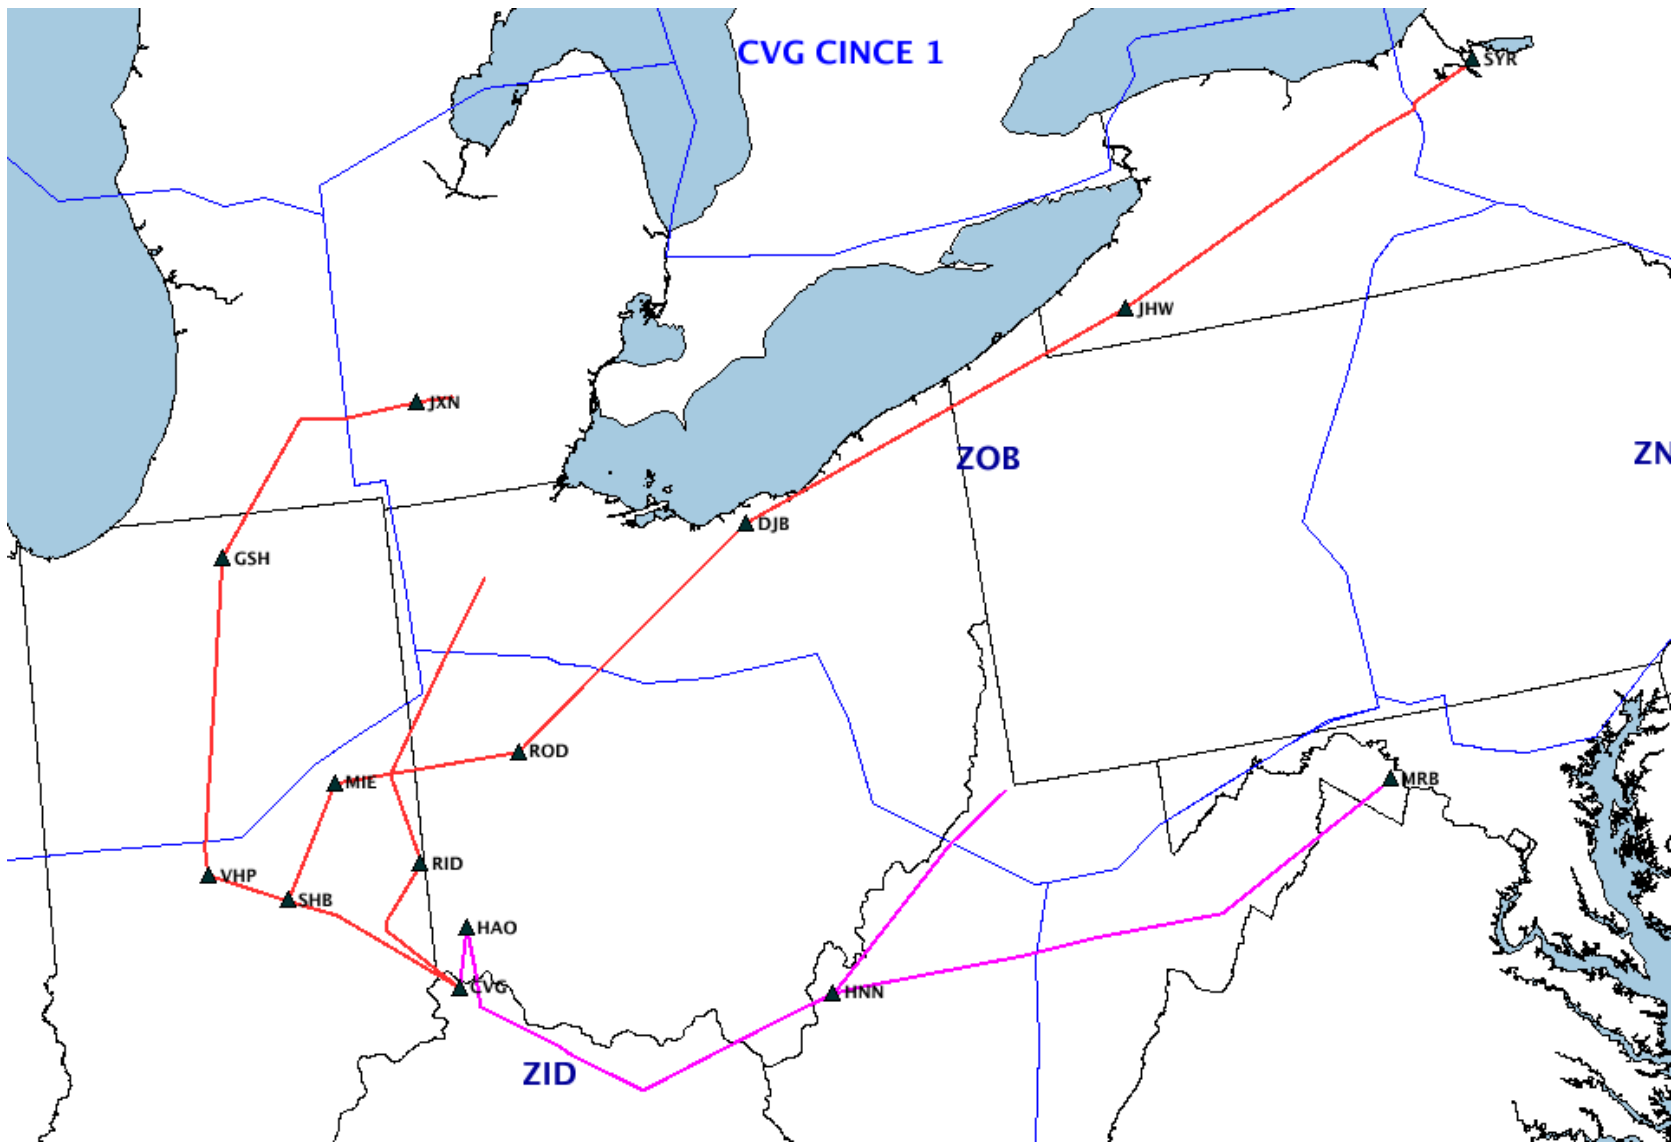 CVG CINCE 1
SYR
JHW
JXN
ZOB
ZN
DJB
GSH
ROD
MIE
MRB
RID
VHP
SHB
HAO
CVG
HNN
ZID